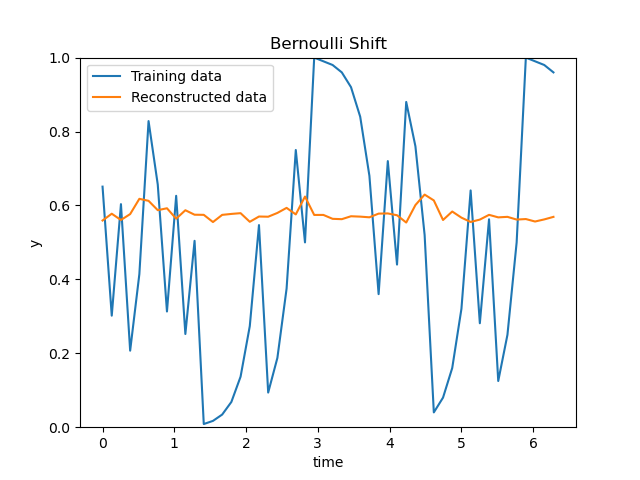 Bernoulli Shift
Training data
Reconstructed data
y
1.0
0.8
0.6
0.4
0.2
0.0
0 1 2 3 4 5 6
time